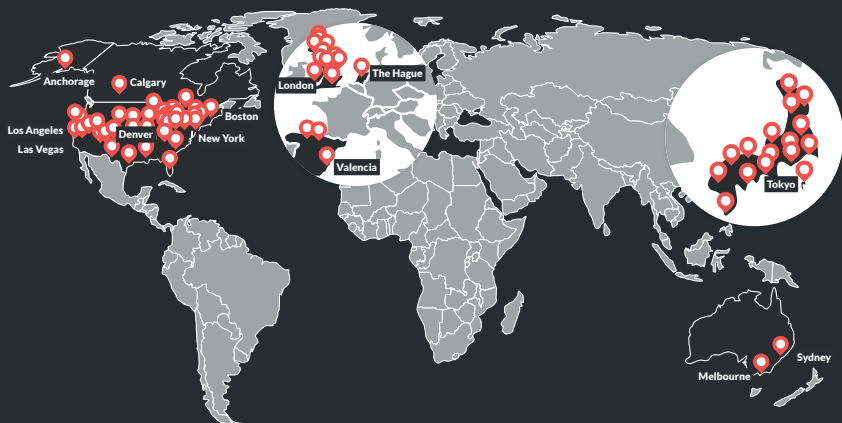 Anchorage
Calgary
Boston
Los Angeles
Denver
New York
Las Vegas
London
The Hague
Valencia
Tokyo
Sydney
Melbourne